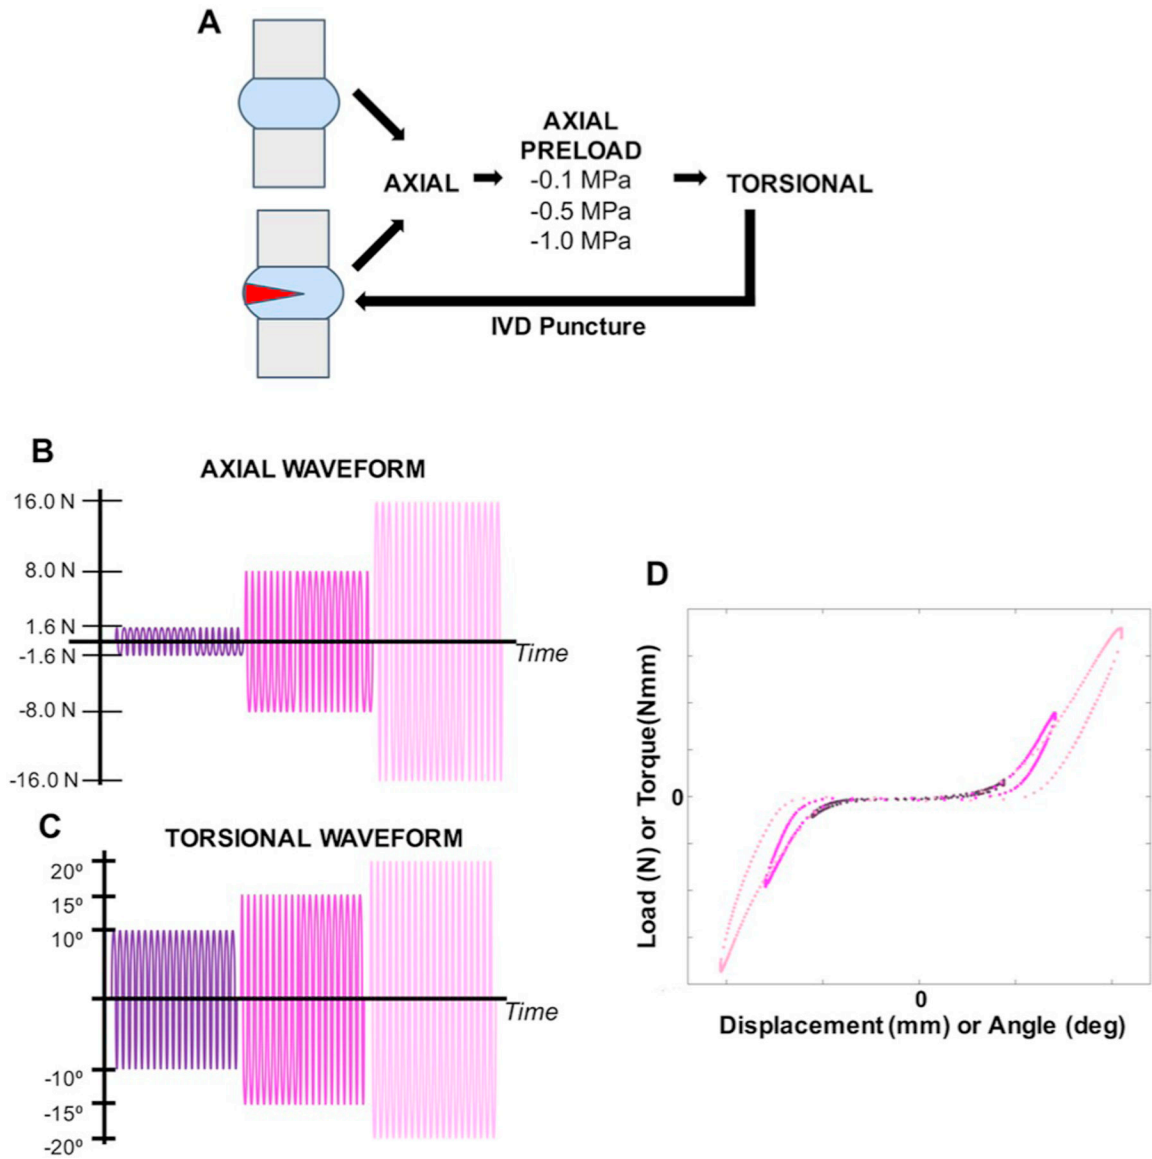 A
AXIAL
AXIAL
PRELOAD
-0.1 MPa
-0.5 MPa
-1.0 MPa
TORSIONAL
IVD Puncture
B
AXIAL WAVEFORM
16.0 N
8.0 N
1.6 N
-1.6 N
-8.0 N
-16.0 N
Time
C
TORSIONAL WAVEFORM
20º
15º
10º
-10º
-15º
-20º
Time
D
Load (N) or Torque(Nmm)
0
0
Displacement (mm) or Angle (deg)